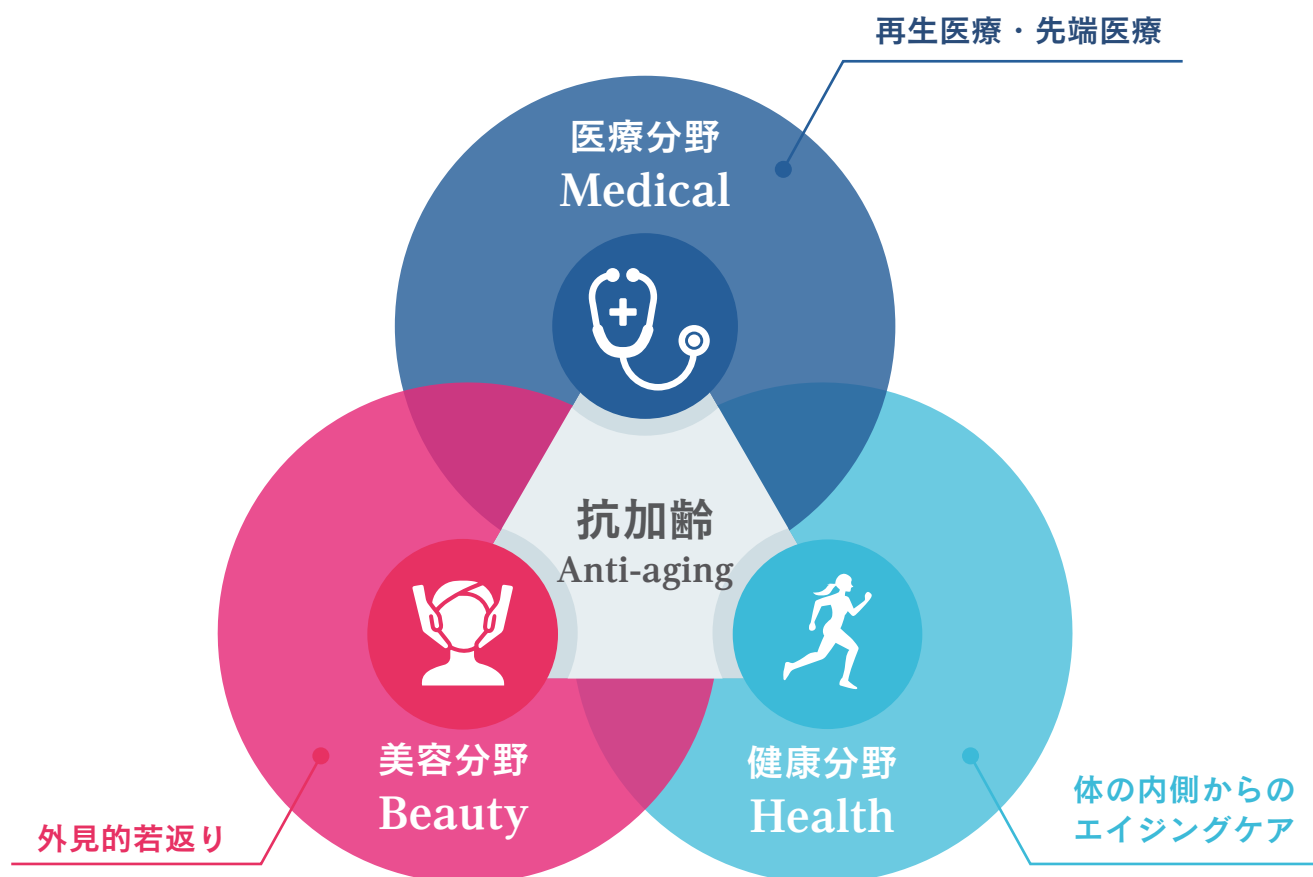 再生医療・先端医療
医療分野
Medical
抗加齢
Anti-aging
美容分野
Beauty
健康分野
Health
外見的若返り
体の内側からの
エイジングケア